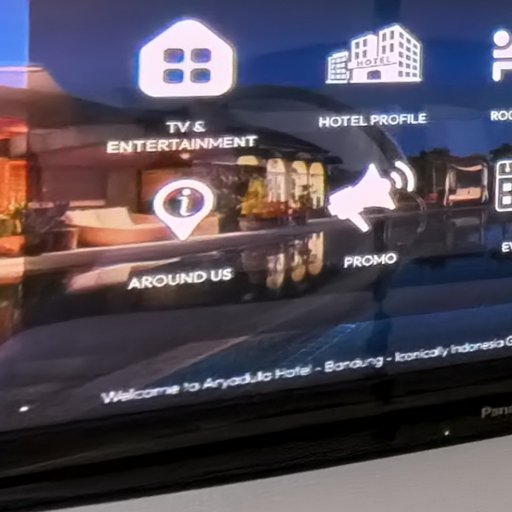 TV &
ENTERTAINMENT
HOTEL PROFILE
HOTEL
AROUND US
PROMO
Welcome to Aryaduta Hotel - Bandung - Iconically Indonesia